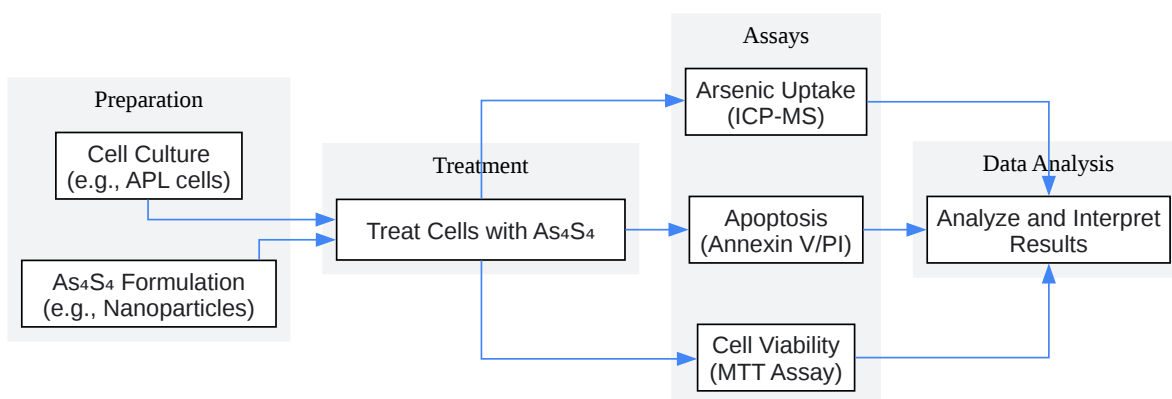 Preparation
Cell Culture
(e.g., APL cells)
As₄S₄ Formulation
(e.g., Nanoparticles)
Treatment
Treat Cells with As₄S₄
Assays
Arsenic Uptake
(ICP-MS)
Apoptosis
(Annexin V/PI)
Cell Viability
(MTT Assay)
Data Analysis
Analyze and Interpret
Results